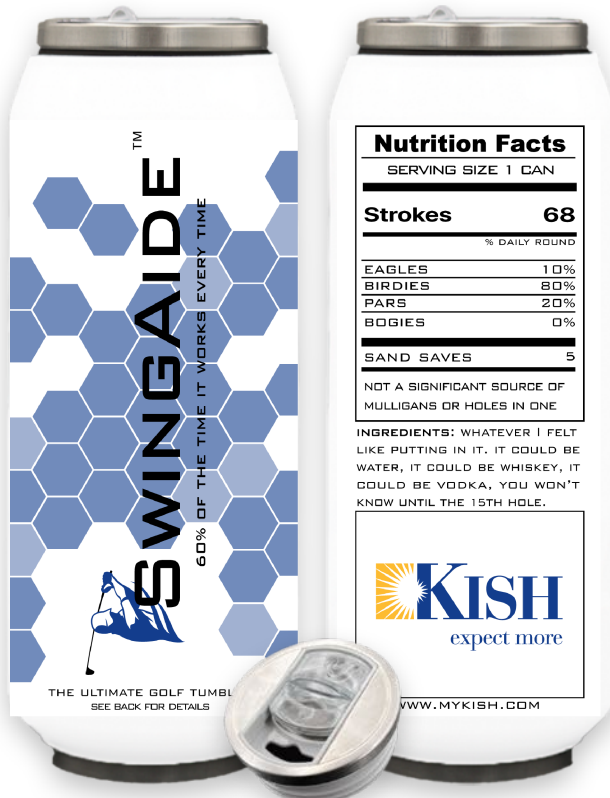 SWINGAIDE™
60% OF THE TIME IT WORKS EVERY TIME
THE ULTIMATE GOLF
SEE BACK FOR DETAILS
Nutrition Facts
SERVING SIZE 1 CAN
Strokes 68
% DAILY ROUND
EAGLES 10%
BIRDIES 80%
PARS 20%
BOGIES 0%
SAND SAVES 5
NOT A SIGNIFICANT SOURCE OF
MULLIGANS OR HOLES IN ONE
INGREDIENTS: WHATEVER I FELT
LIKE PUTTING IN IT. IT COULD BE
WATER, IT COULD BE WHISKEY, IT
COULD BE VODKA, YOU WON'T
KNOW UNTIL THE 15TH HOLE.
KISH
expect more
WWW.MYKISH.COM